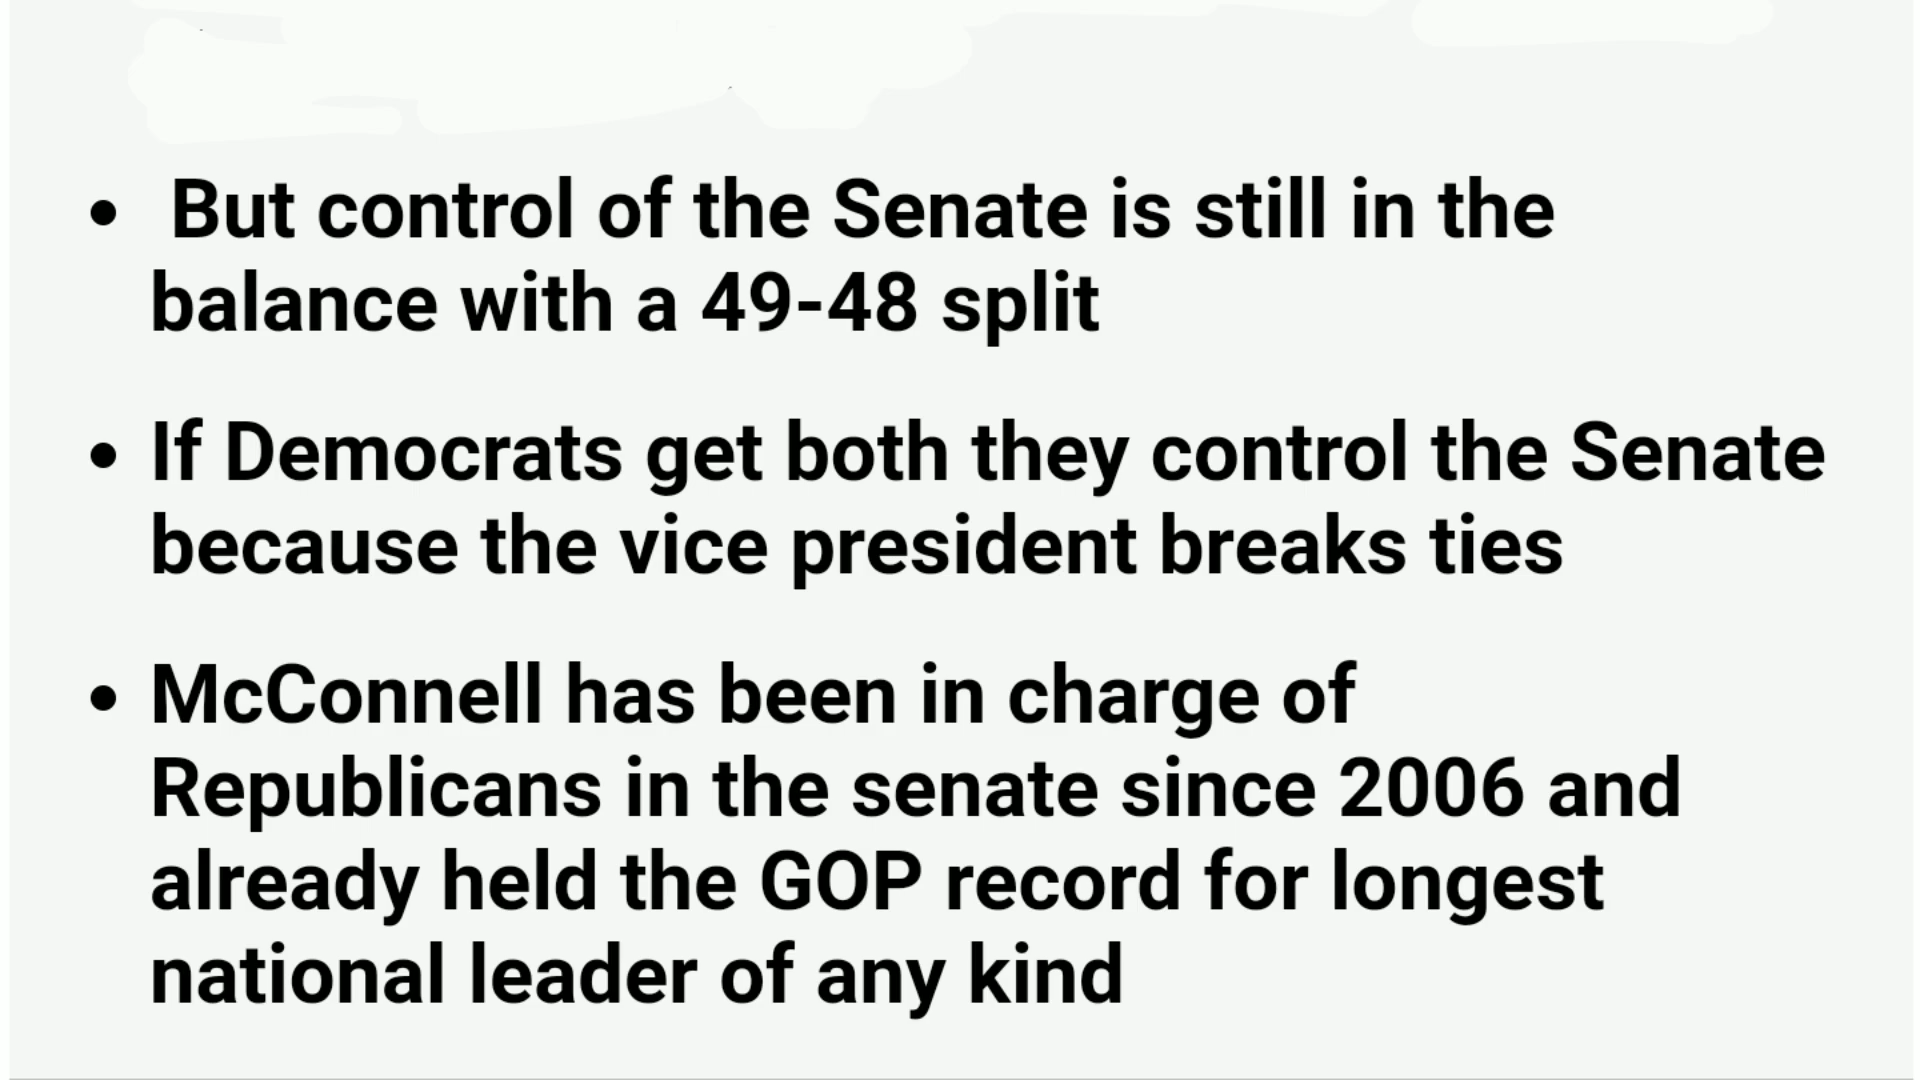 • But control of the Senate is still in the
balance with a 49-48 split
• If Democrats get both they control the Senate
because the vice president breaks ties
• McConnell has been in charge of
Republicans in the senate since 2006 and
already held the GOP record for longest
national leader of any kind